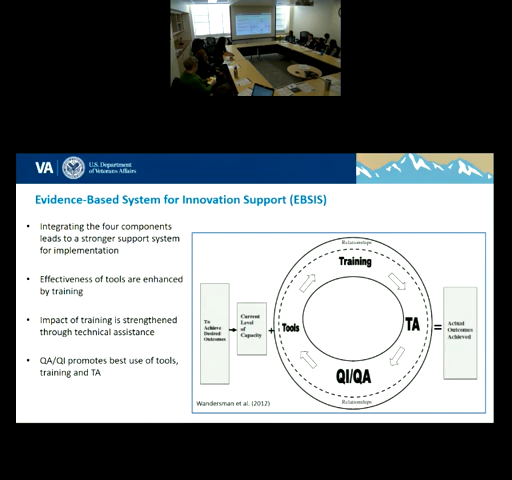 VA
U.S. Department
of Veterans Affairs
Evidence-Based System for Innovation Support (EBSIS)
• Integrating the four components
leads to a stronger support system
for implementation
• Effectiveness of tools are enhanced
by training
• Impact of training is strengthened
through technical assistance
• QA/QI promotes best use of tools,
training and TA
To
Achieve
Desired
Outcomes
Current
Level
of
Capacity
+
Relationships
Training
Tools
TA
QI/QA
Relationships
=
Actual
Outcomes
Achieved
Wandersman et al. (2012)